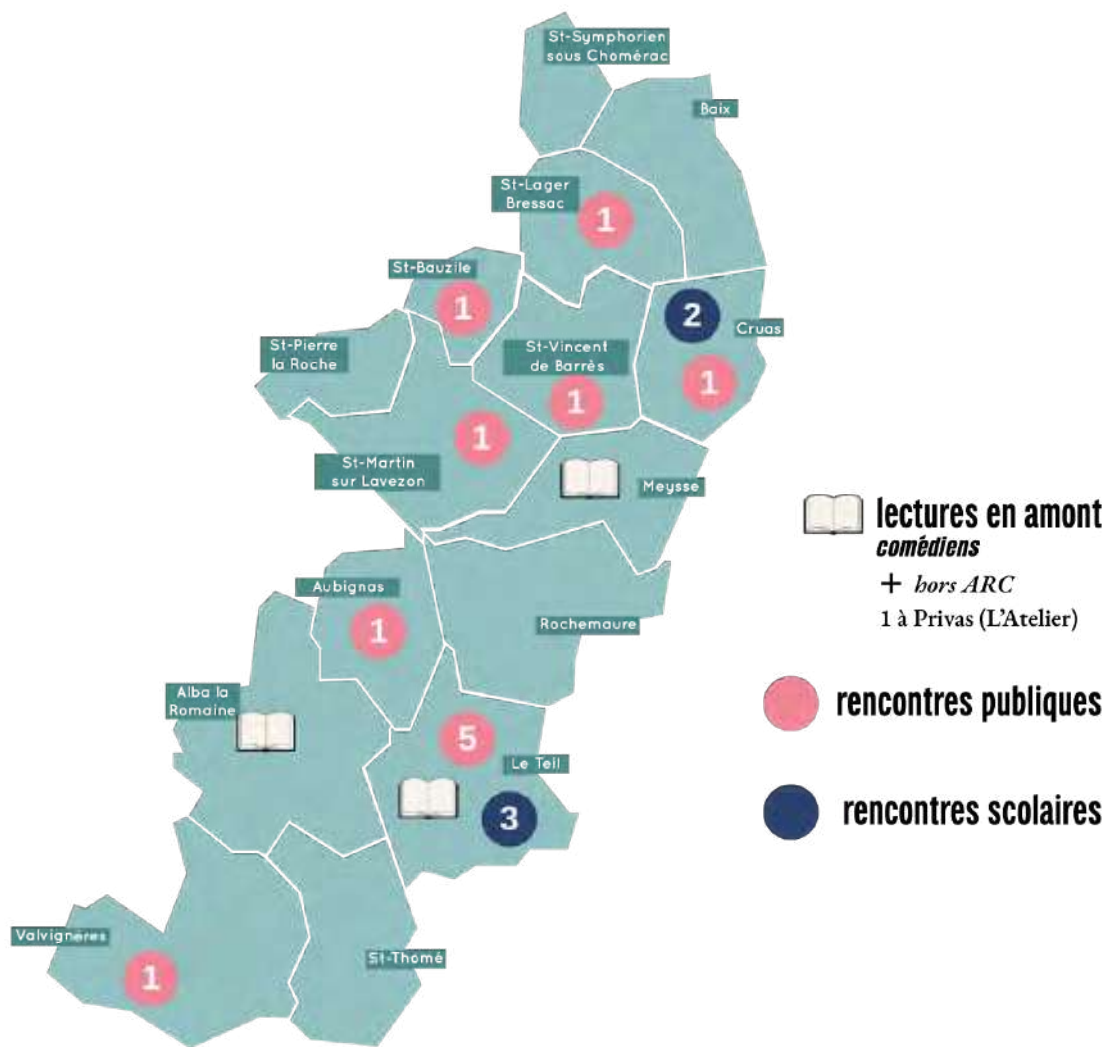 St-Symphorien
sous Chomérac
Baix
St-Lager
Bressac
1
St-Bauzile
1
2
Cruas
1
St-Pierre
la Roche
St-Vincent
de Barrès
1
1
St-Martin
sur Lavezon
Meysse
Aubignas
1
Rochemaure
Alba la
Romaine
5
Le Teil
3
Valvignères
1
St-Thomé
lectures en amont
comédiens
+ hors ARC
1 à Privas (L'Atelier)
rencontres publiques
rencontres scolaires